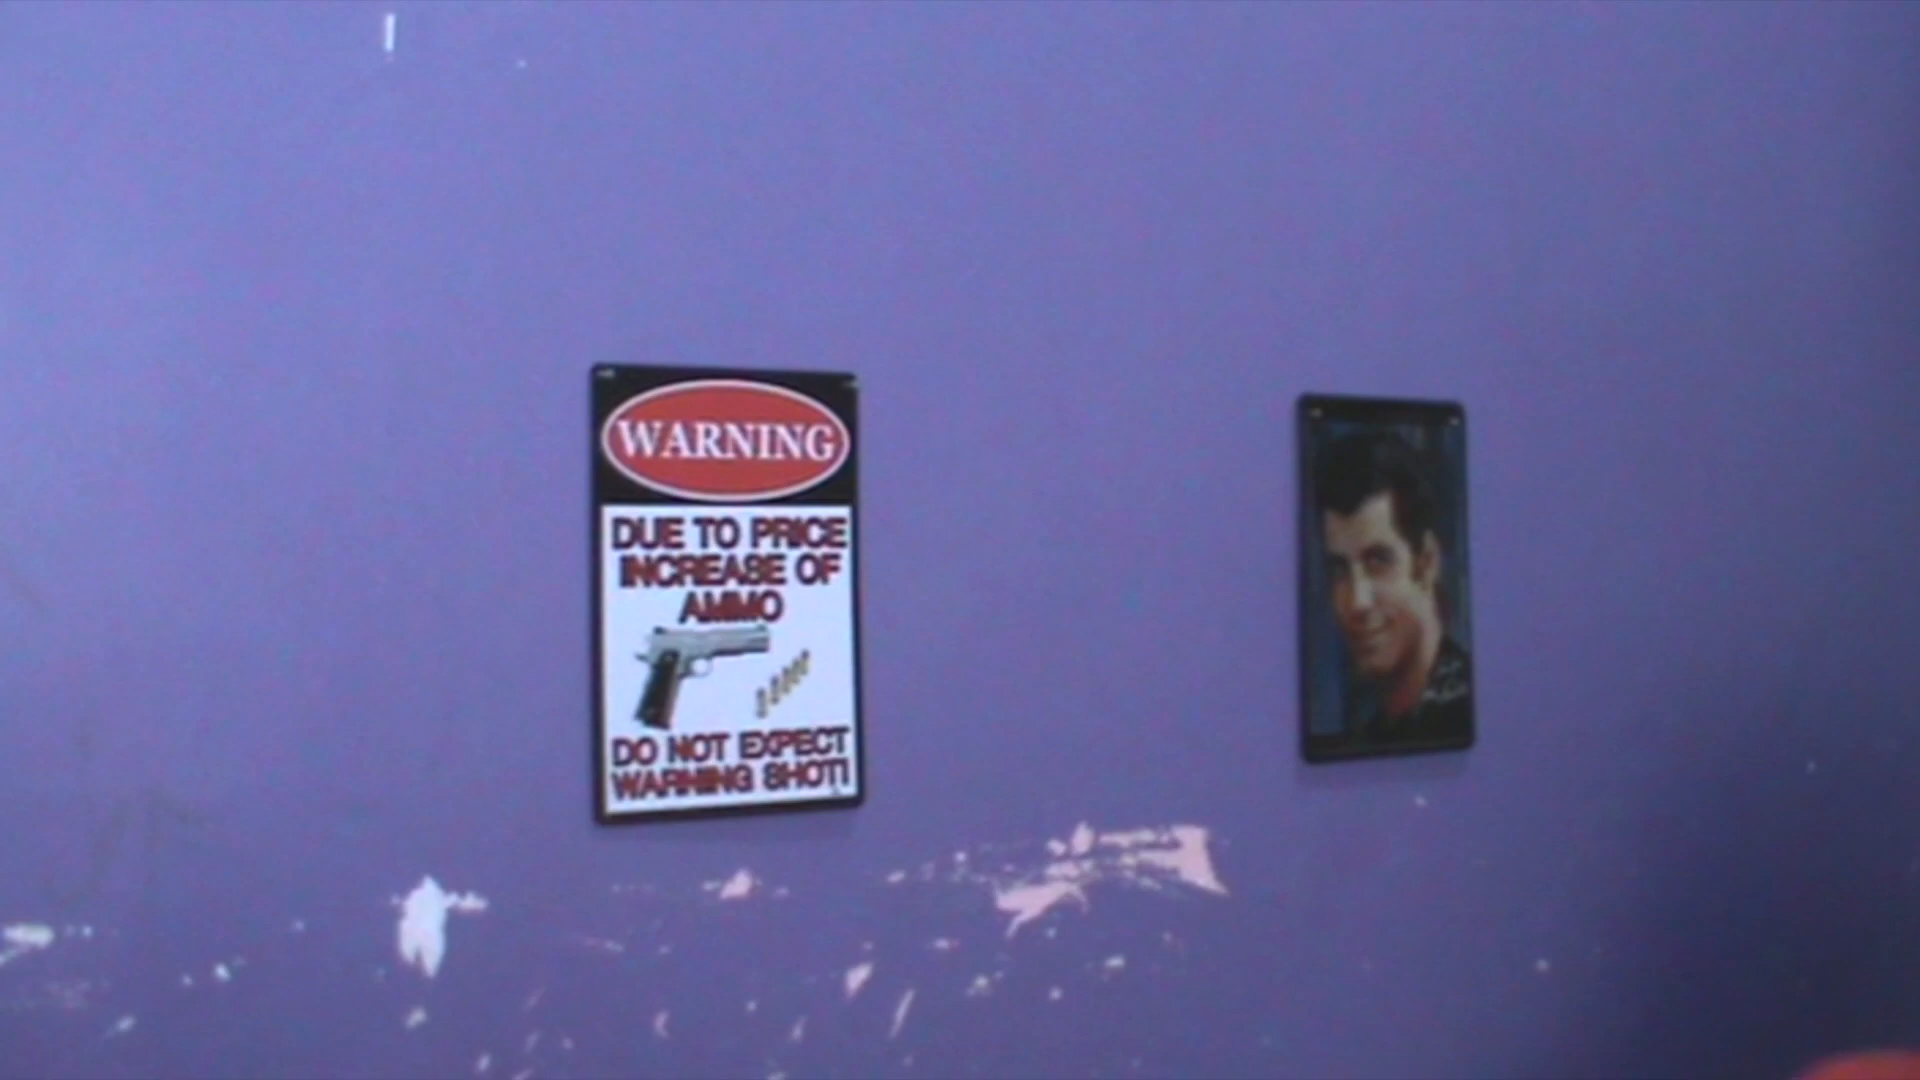 WARNING
DUE TO PRICE
INCREASE OF
AMMO
DO NOT EXPECT
WARNING SHOT!